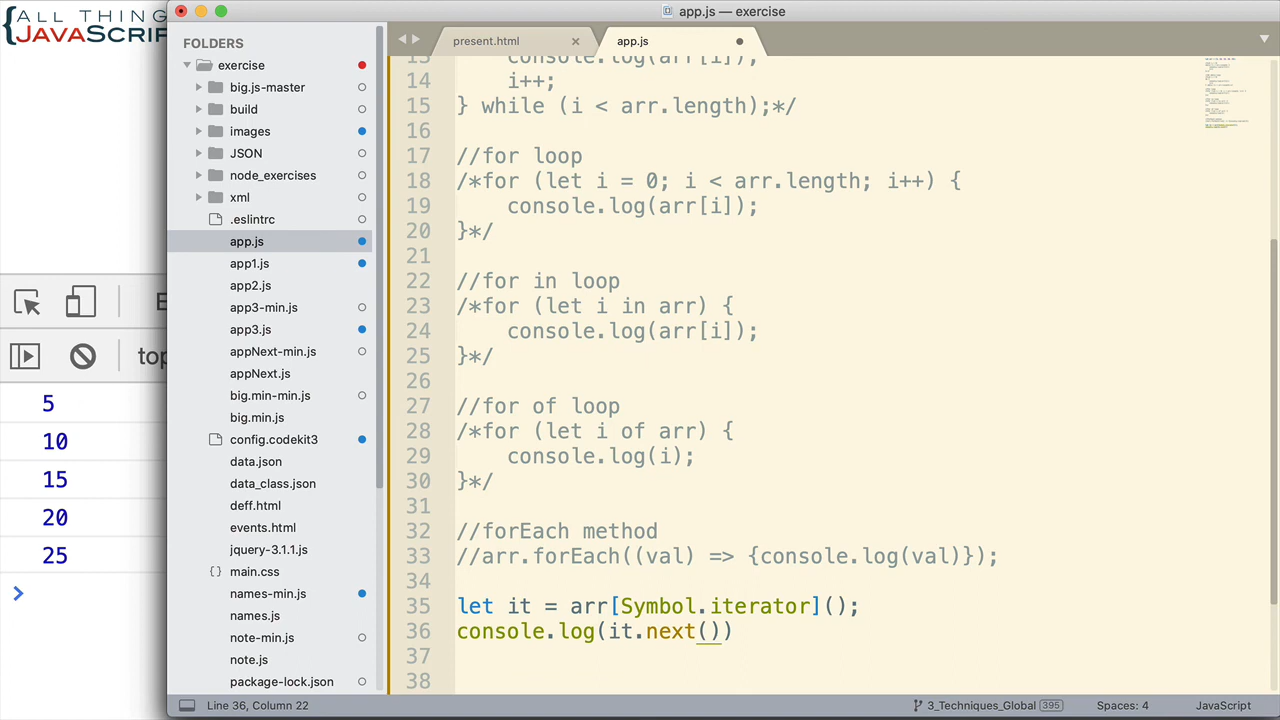 ALL THING
{JAVASCRI
top
5
10
15
20
25
>
app.js — exercise
FOLDERS
exercise
big.js-master
build
images
JSON
node_exercises
xml
.eslintrc
app.js
app1.js
app2.js
app3-min.js
app3.js
appNext-min.js
appNext.js
big.min-min.js
big.min.js
config.codekit3
data.json
data_class.json
deff.html
events.html
jquery-3.1.1.js
{} main.css
names-min.js
names.js
note-min.js
note.js
package-lock.json
present.html
app.js
13 console.log(arr[i]);
14 i++;
15 } while (i < arr.length);*/
16
17 //for loop
18 /*for (let i = 0; i < arr.length; i++) {
19 console.log(arr[i]);
20 }*/
21
22 //for in loop
23 /*for (let i in arr) {
24 console.log(arr[i]);
25 }*/
26
27 //for of loop
28 /*for (let i of arr) {
29 console.log(i);
30 }*/
31
32 //forEach method
33 //arr.forEach((val) => {console.log(val)});
34
35 let it = arr[Symbol.iterator]();
36 console.log(it.next())
37
38
Line 36, Column 22
3_Techniques_Global 395
Spaces: 4
JavaScript